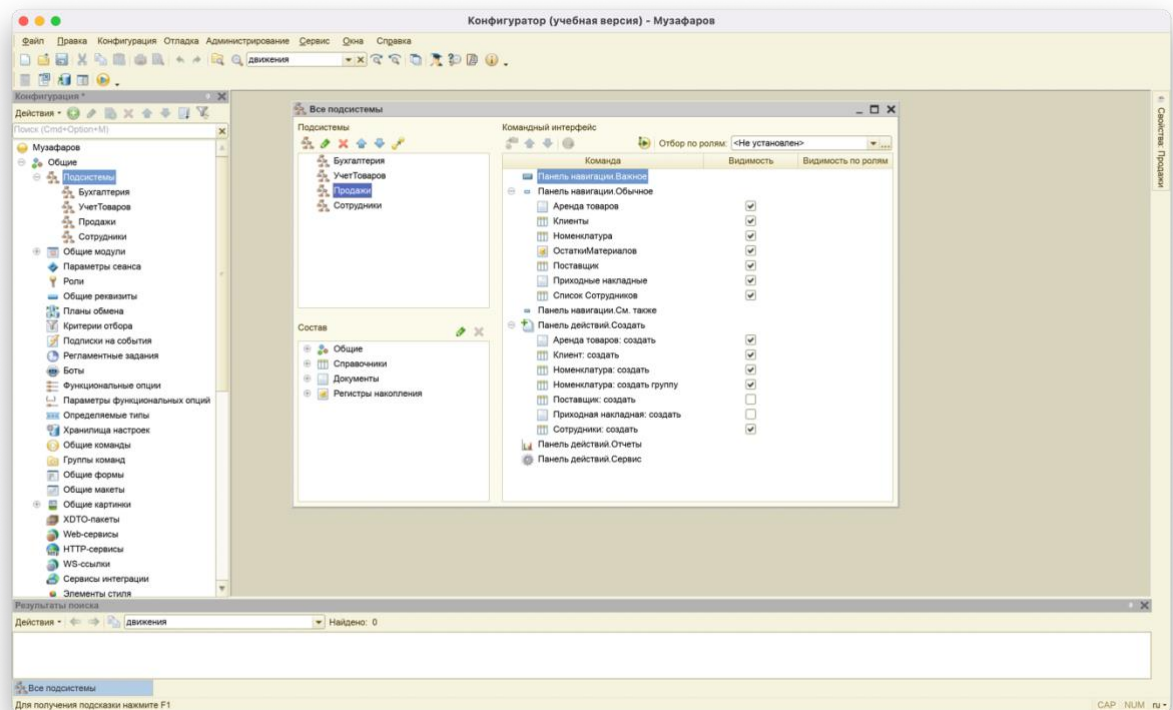 Конфигуратор (учебная версия) - Музафаров
Файл Правка Конфигурация Отладка Администрирование Сервис Окна Справка
движения
Конфигурация *
Действия
Поиск (Cmd+Option+M)
Музафаров
Общие
Подсистемы
Бухгалтерия
УчетТоваров
Продажи
Сотрудники
Общие модули
Параметры сеанса
Роли
Общие реквизиты
Планы обмена
Критерии отбора
Подписки на события
Регламентные задания
Боты
Функциональные опции
Параметры функциональных опций
Определяемые типы
Хранилища настроек
Общие команды
Группы команд
Общие формы
Общие макеты
Общие картинки
XDTO-пакеты
Web-сервисы
HTTP-сервисы
WS-ссылки
Сервисы интеграции
Элементы стиля
Все подсистемы
Подсистемы
Бухгалтерия
УчетТоваров
Продажи
Сотрудники
Состав
Общие
Справочники
Документы
Регистры накопления
Командный интерфейс
Отбор по ролям: <Не установлен>
Команда Видимость Видимость по ролям
Панель навигации.Важное
Панель навигации.Обычное
Аренда товаров
Клиенты
Номенклатура
ОстаткиМатериалов
Поставщик
Приходные накладные
Список Сотрудников
Панель навигации.См. также
Панель действий.Создать
Аренда товаров: создать
Клиент: создать
Номенклатура: создать
Номенклатура: создать группу
Поставщик: создать
Приходная накладная: создать
Сотрудники: создать
Панель действий.Отчеты
Панель действий.Сервис
Свойства: Продажи
Результаты поиска
Действия движения Найдено: 0
Все подсистемы
Для получения подсказки нажмите F1 CAP NUM ru